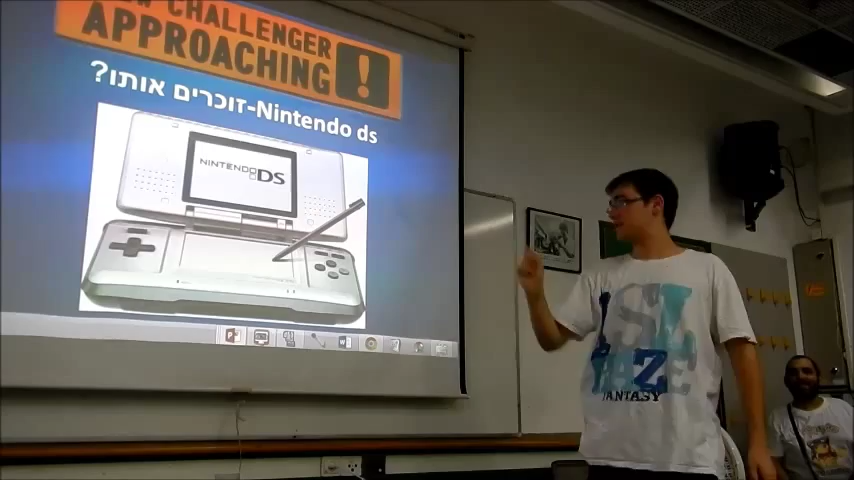 CHALLENGER
APPROACHING!
זוכרים אותו?-Nintendo ds
NINTENDO DS
FANTASY